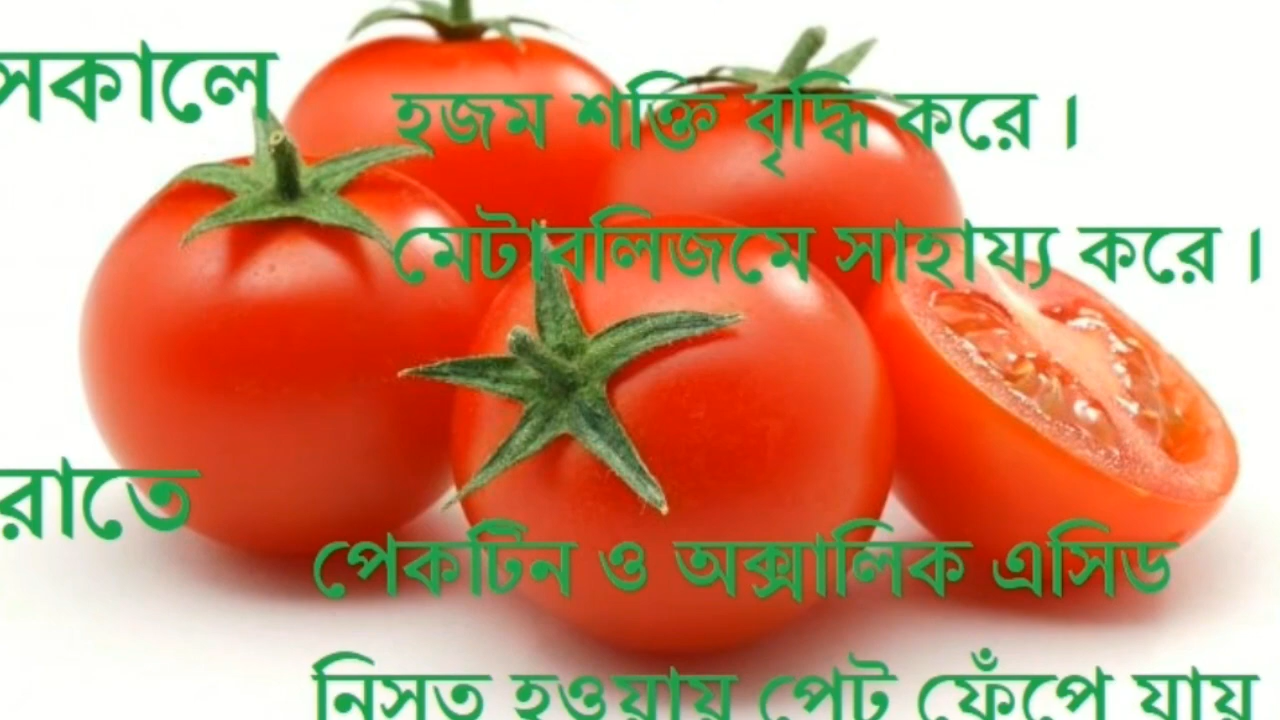 সকালে
হজম শক্তি বৃদ্ধি করে ।
মেটাবলিজমে সাহায্য করে ।
রাতে
পেকটিন ও অক্সালিক এসিড
নিসৃত হওয়ায় পেট ফেঁপে যায়